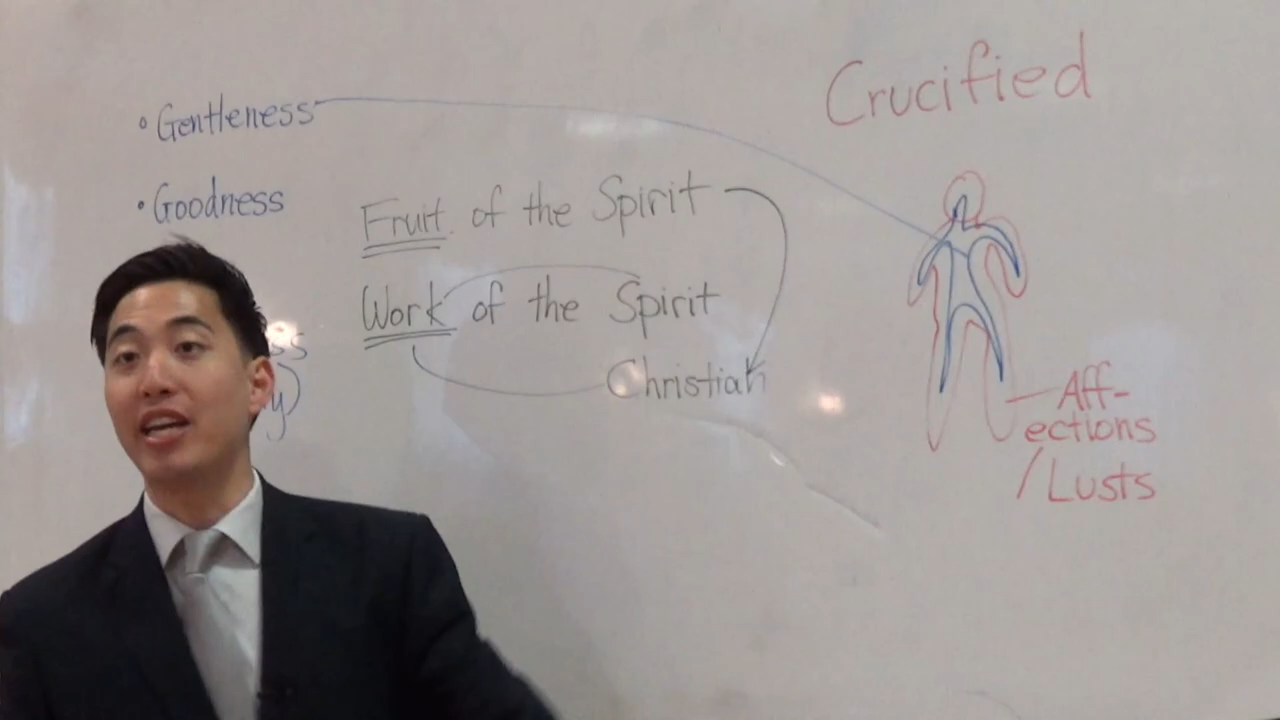 Gentleness
Goodness
Fruit of the Spirit
Work of the Spirit
Christian
Crucified
Aff-
ections
/Lusts